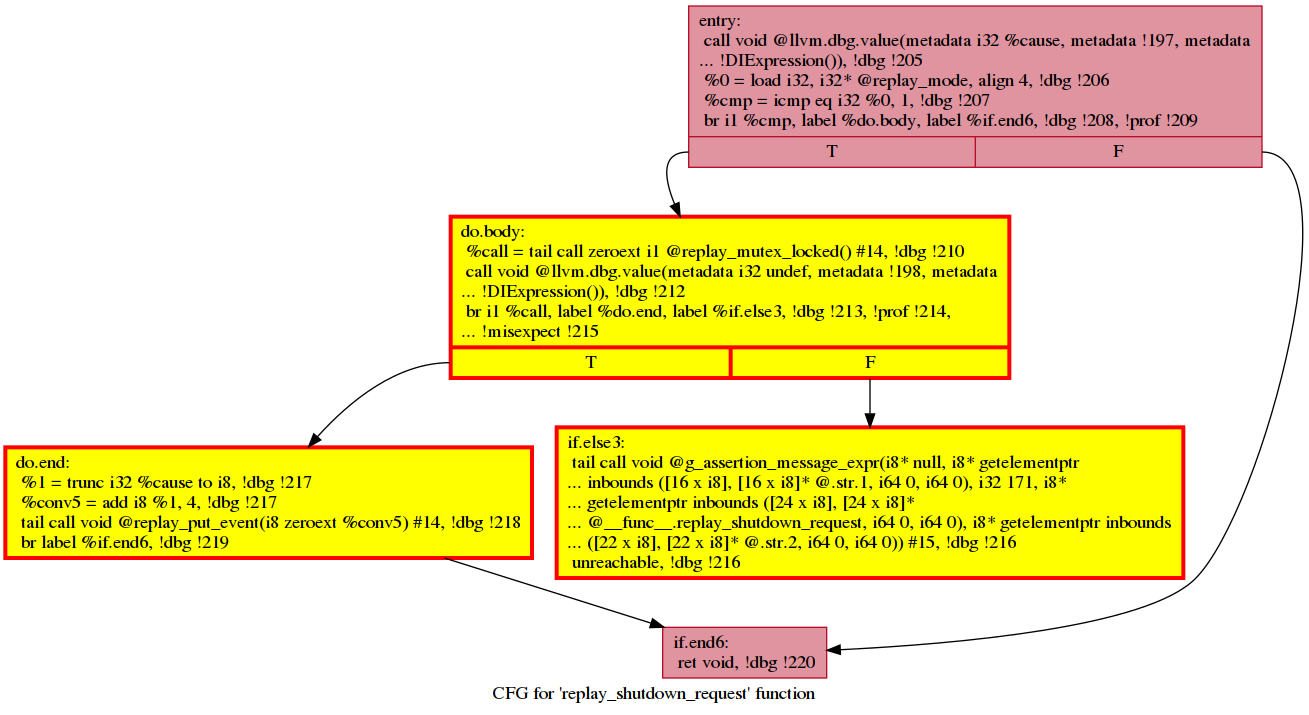 entry:
call void @llvm.dbg.value(metadata i32 %cause, metadata !197, metadata
... !DIExpression()), !dbg !205
%0 = load i32, i32* @replay_mode, align 4, !dbg !206
%cmp = icmp eq i32 %0, 1, !dbg !207
br i1 %cmp, label %do.body, label %if.end6, !dbg !208, !prof !209
T F
do.body:
%call = tail call zeroext i1 @replay_mutex_locked() #14, !dbg !210
call void @llvm.dbg.value(metadata i32 undef, metadata !198, metadata
... !DIExpression()), !dbg !212
br i1 %call, label %do.end, label %if.else3, !dbg !213, !prof !214,
... !misexpect !215
T F
do.end:
%1 = trunc i32 %cause to i8, !dbg !217
%conv5 = add i8 %1, 4, !dbg !217
tail call void @replay_put_event(i8 zeroext %conv5) #14, !dbg !218
br label %if.end6, !dbg !219
if.else3:
tail call void @g_assertion_message_expr(i8* null, i8* getelementptr
... inbounds ([16 x i8], [16 x i8]* @.str.1, i64 0, i64 0), i32 171, i8*
... getelementptr inbounds ([24 x i8], [24 x i8]*
... @__func__.replay_shutdown_request, i64 0, i64 0), i8* getelementptr inbounds
... ([22 x i8], [22 x i8]* @.str.2, i64 0, i64 0)) #15, !dbg !216
unreachable, !dbg !216
if.end6:
ret void, !dbg !220
CFG for 'replay_shutdown_request' function